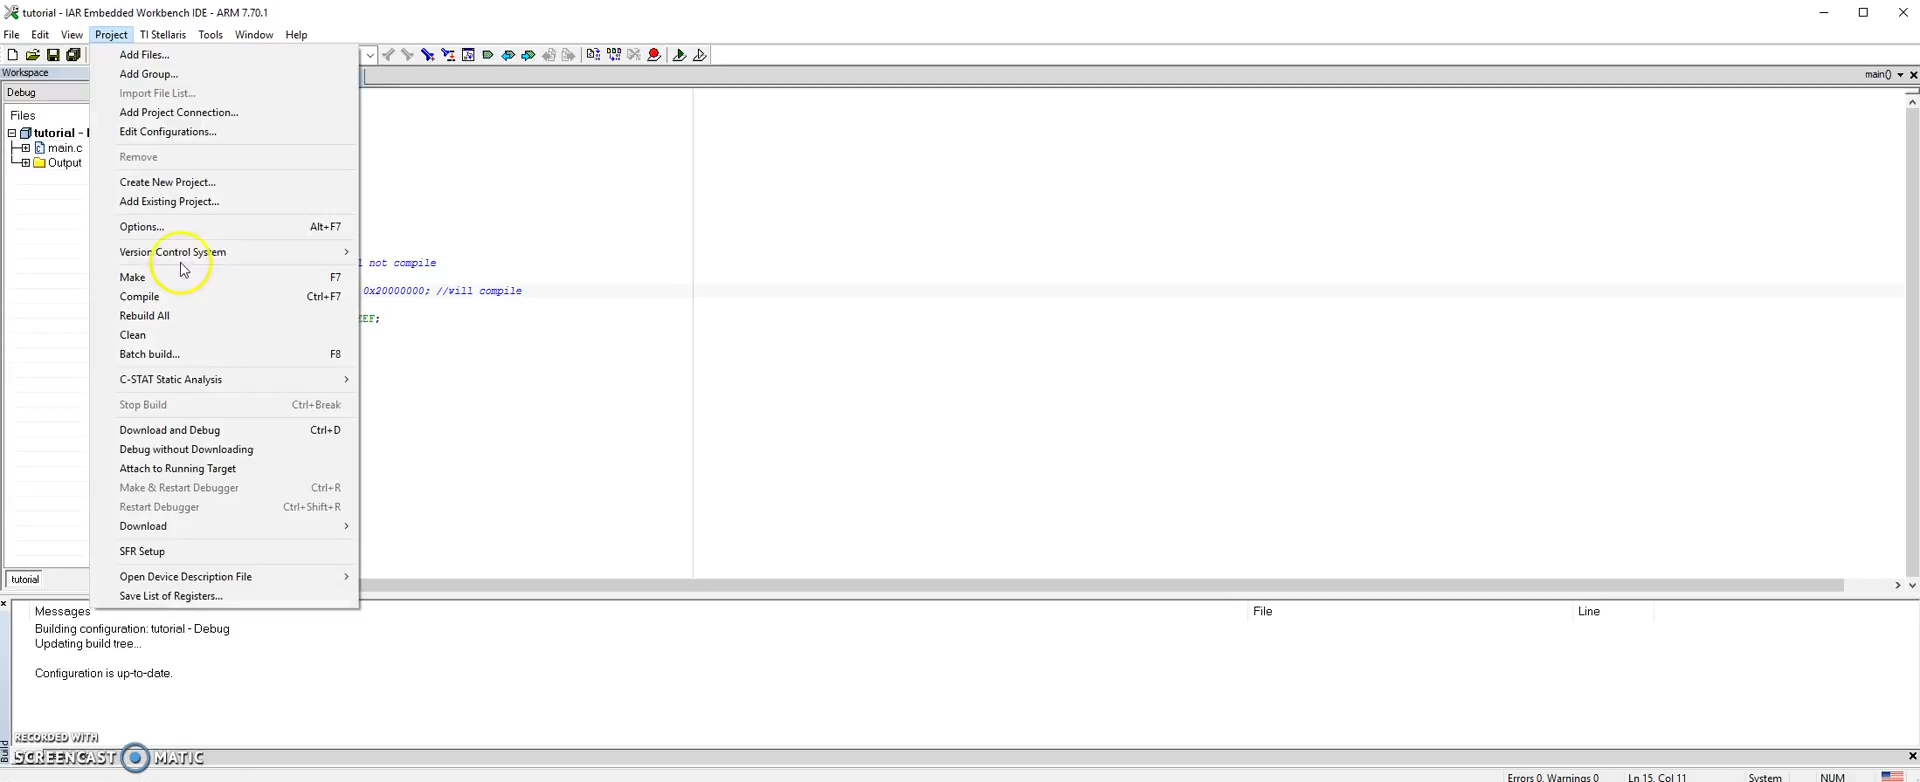 tutorial - IAR Embedded Workbench IDE - ARM 7.70.1
File Edit View Project TI Stellaris Tools Window Help
Workspace
main()
Debug
Files
tutorial -
main.c
Output
tutorial
Add Files...
Add Group...
Import File List...
Add Project Connection...
Edit Configurations...
Remove
Create New Project...
Add Existing Project...
Options... Alt+F7
Version Control System
Make F7
Compile Ctrl+F7
Rebuild All
Clean
Batch build... F8
C-STAT Static Analysis
Stop Build Ctrl+Break
Download and Debug Ctrl+D
Debug without Downloading
Attach to Running Target
Make & Restart Debugger Ctrl+R
Restart Debugger Ctrl+Shift+R
Download
SFR Setup
Open Device Description File
Save List of Registers...
not compile
0x20000000; //will compile
EF;
Messages File Line
Building configuration: tutorial - Debug
Updating build tree...
Configuration is up-to-date.
Build
RECORDED WITH
SCREENCAST MATIC
Errors 0, Warnings 0 Ln 15, Col 11 System NUM